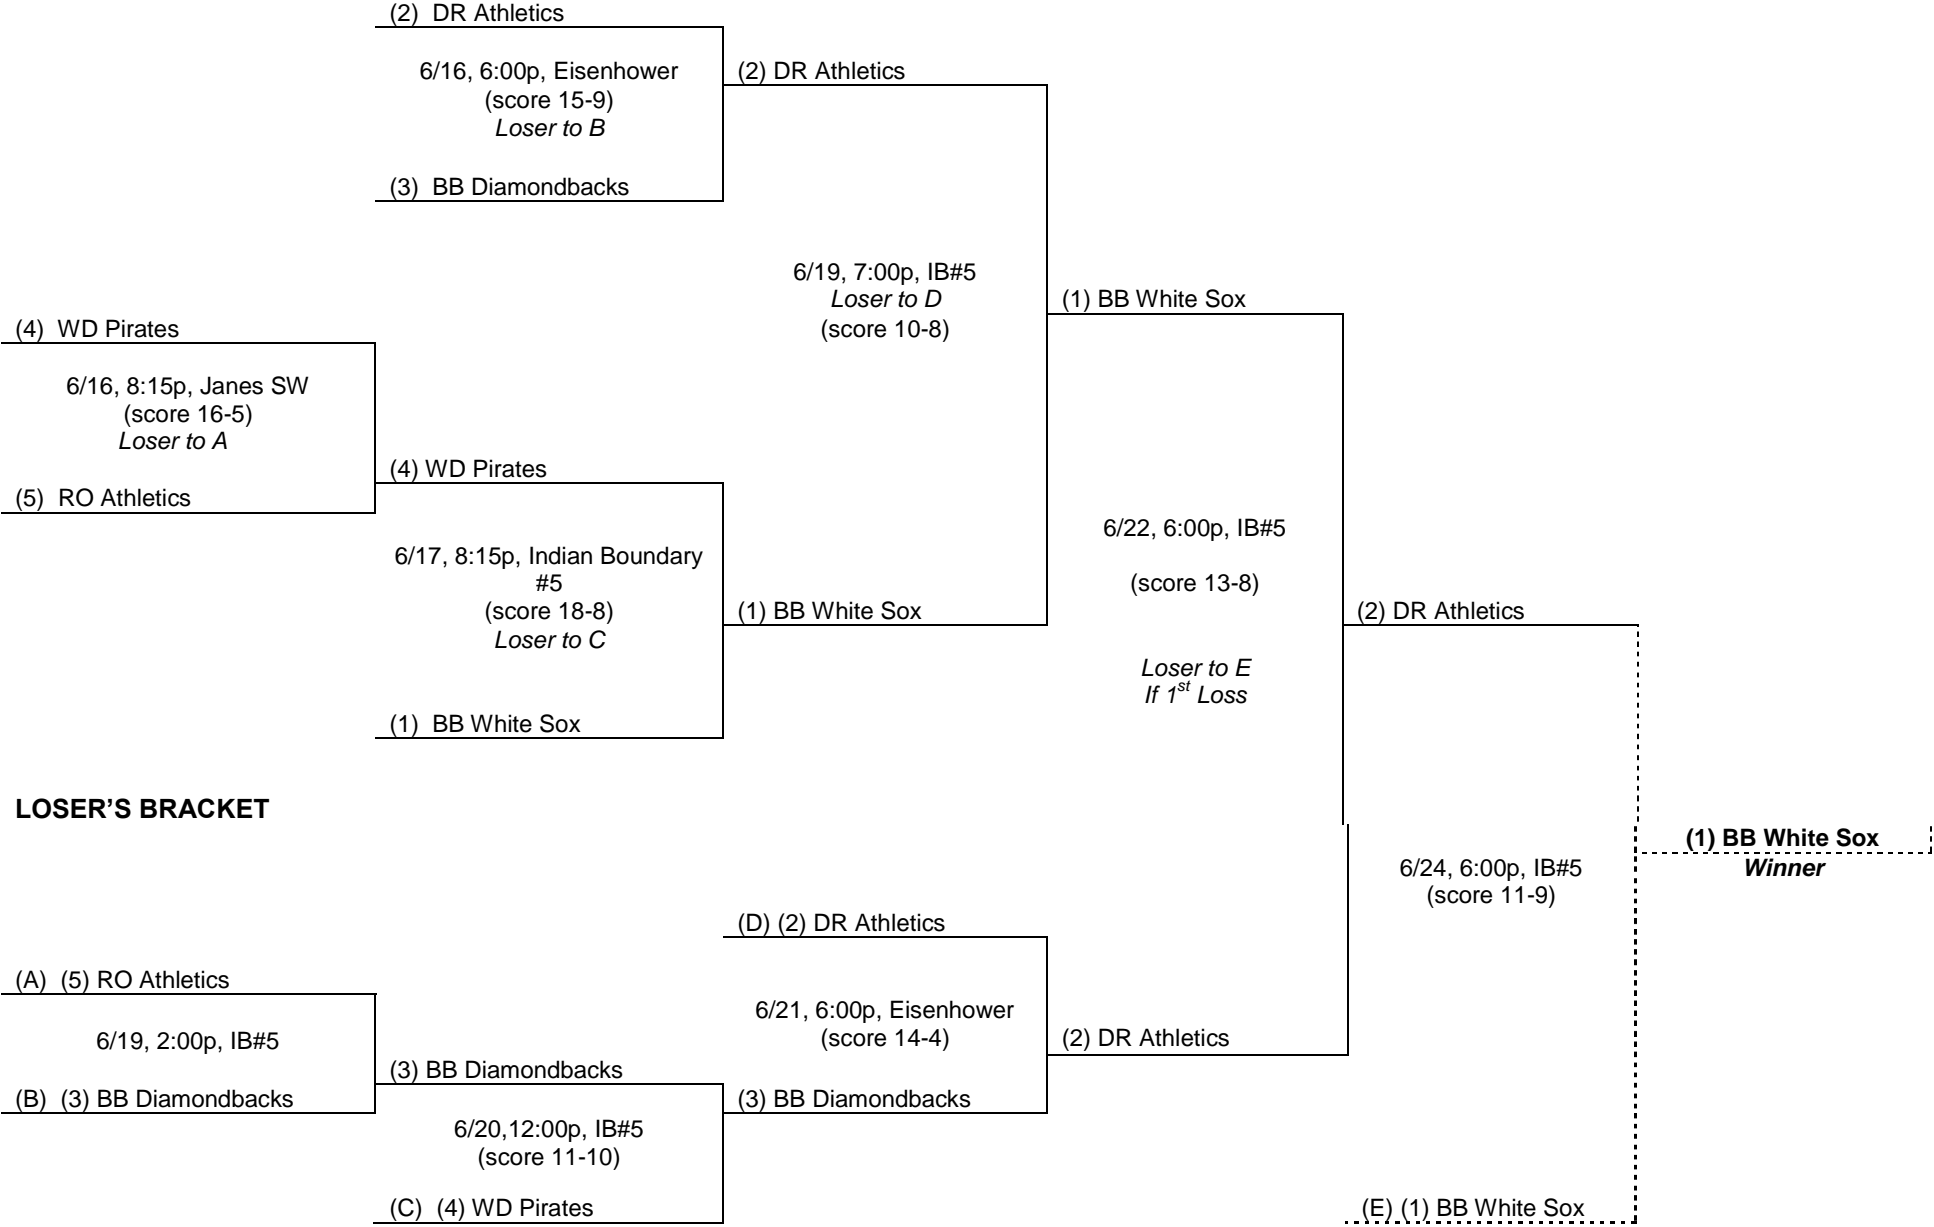 (2) DR Athletics
6/16, 6:00p, Eisenhower
(score 15-9)
Loser to B
(3) BB Diamondbacks
(2) DR Athletics
6/19, 7:00p, IB#5
Loser to D
(score 10-8)
(1) BB White Sox
(4) WD Pirates
6/16, 8:15p, Janes SW
(score 16-5)
Loser to A
(5) RO Athletics
(4) WD Pirates
6/17, 8:15p, Indian Boundary
#5
(score 18-8)
Loser to C
(1) BB White Sox
(1) BB White Sox
6/22, 6:00p, IB#5
(score 13-8)
Loser to E
If 1st Loss
(2) DR Athletics
LOSER’S BRACKET
(1) BB White Sox
Winner
6/24, 6:00p, IB#5
(score 11-9)
(D) (2) DR Athletics
6/21, 6:00p, Eisenhower
(score 14-4)
(2) DR Athletics
(A) (5) RO Athletics
6/19, 2:00p, IB#5
(B) (3) BB Diamondbacks
(3) BB Diamondbacks
6/20,12:00p, IB#5
(score 11-10)
(C) (4) WD Pirates
(3) BB Diamondbacks
(E) (1) BB White Sox